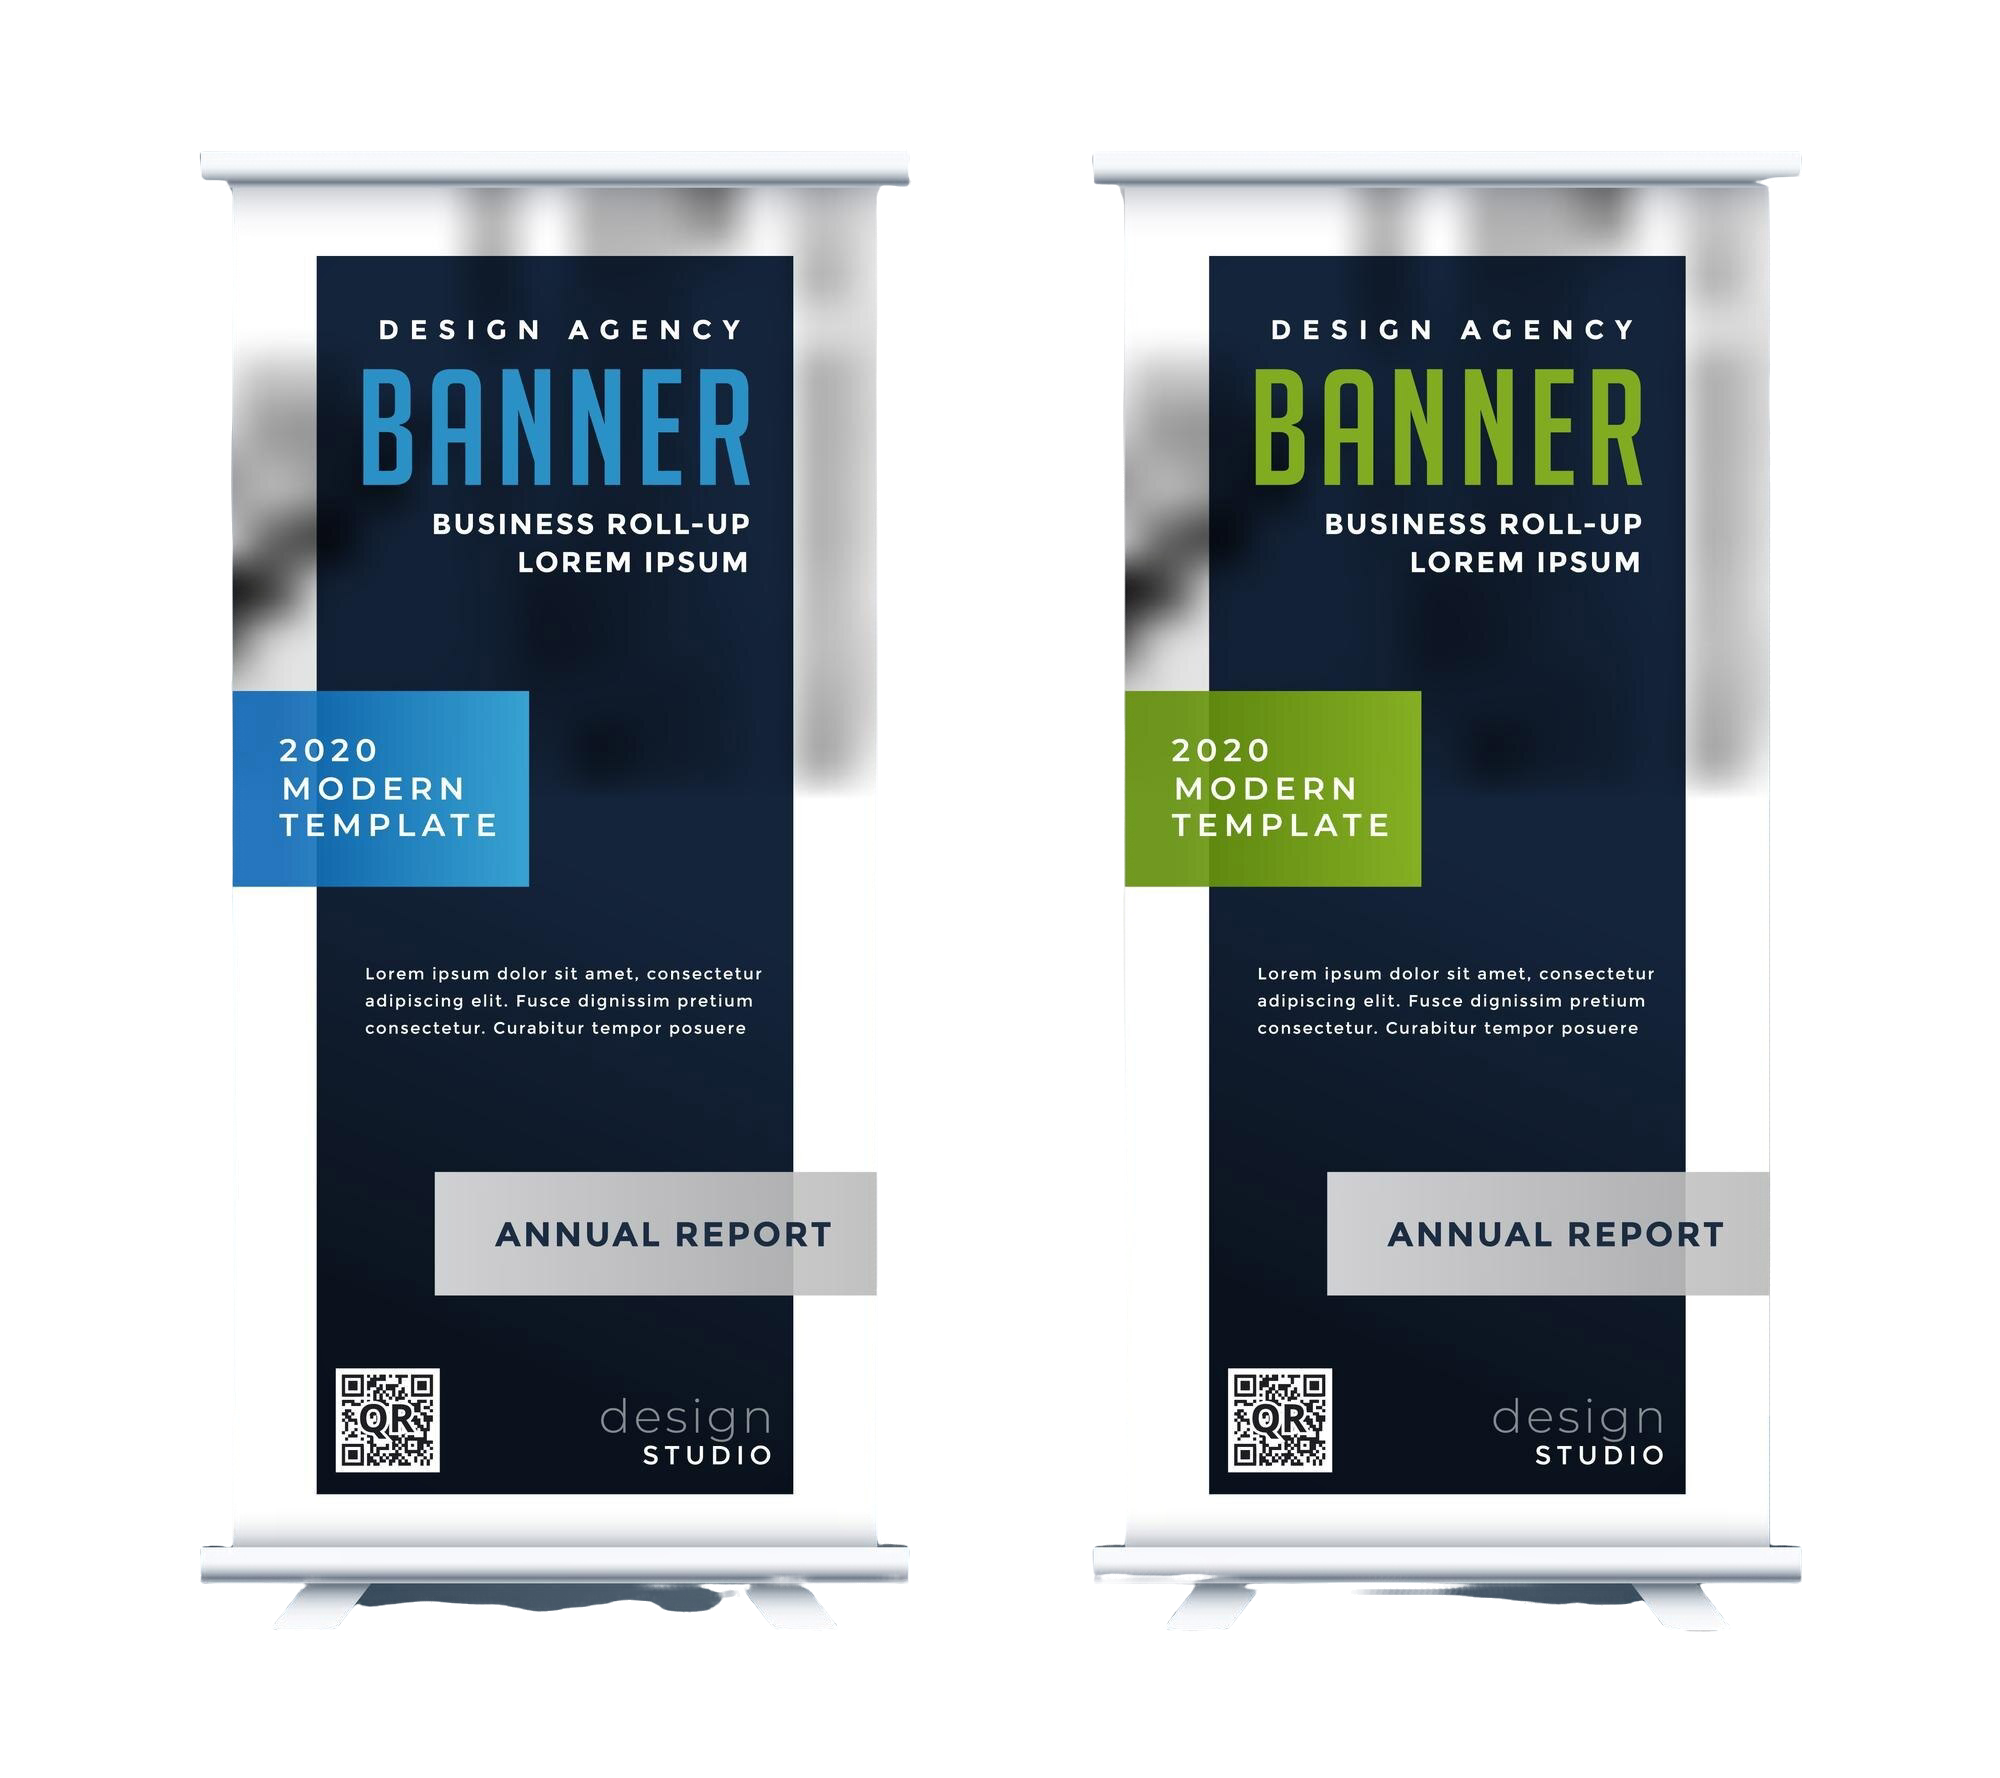 DESIGN AGENCY
BANNER
BUSINESS ROLL-UP
LOREM IPSUM
2020
MODERN
TEMPLATE
Lorem ipsum dolor sit amet, consectetur
adipiscing elit. Fusce dignissim pretium
consectetur. Curabitur tempor posuere
ANNUAL REPORT
QR
design
STUDIO
DESIGN AGENCY
BANNER
BUSINESS ROLL-UP
LOREM IPSUM
2020
MODERN
TEMPLATE
Lorem ipsum dolor sit amet, consectetur
adipiscing elit. Fusce dignissim pretium
consectetur. Curabitur tempor posuere
ANNUAL REPORT
QR
design
STUDIO